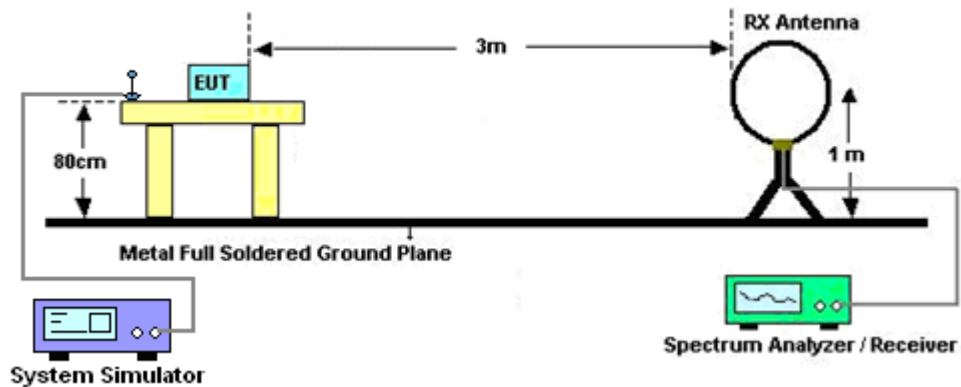 RX Antenna
3m
EUT
80cm
1 m
Metal Full Soldered Ground Plane
Spectrum Analyzer / Receiver
System Simulator